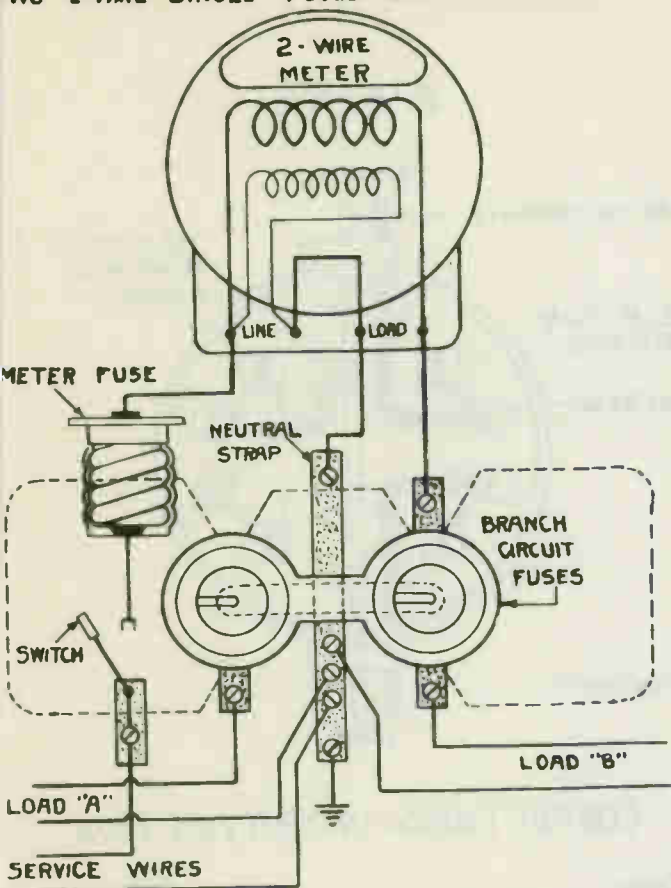 2-WIRE
METER
LINE
LOAD
METER FUSE
NEUTRAL
STRAP
BRANCH
CIRCUIT
FUSES
SWITCH
LOAD "B"
LOAD "A"
SERVICE WIRES